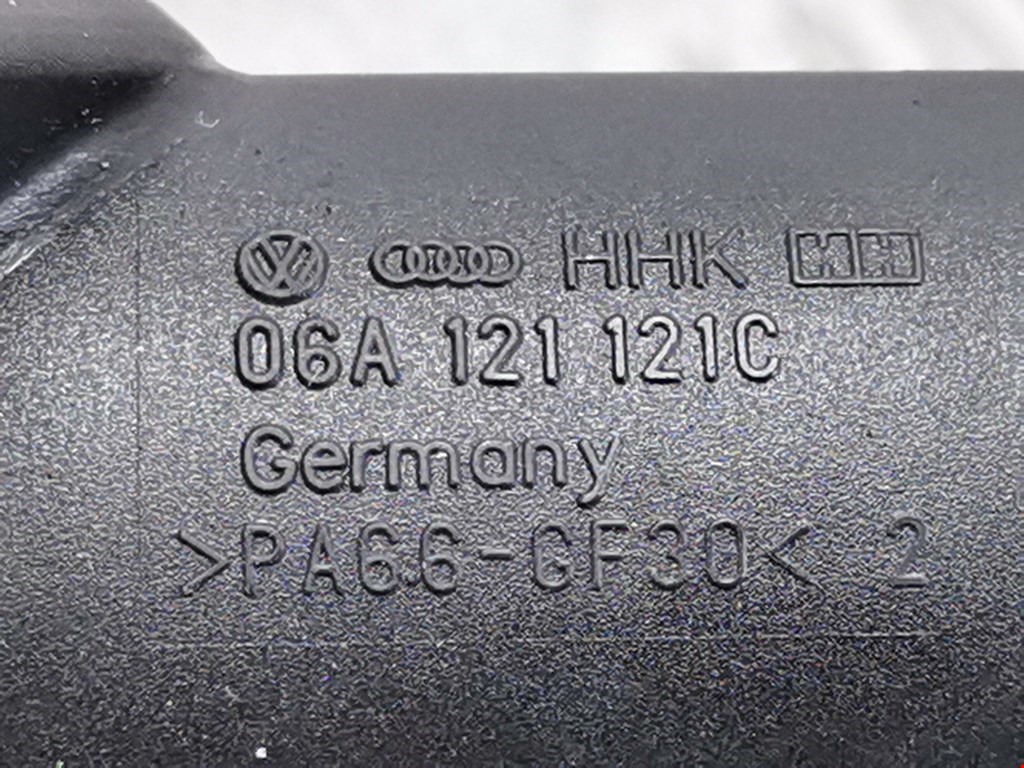 HHK
06A 121 121C
Germany
>PA6.6-GF30< 2